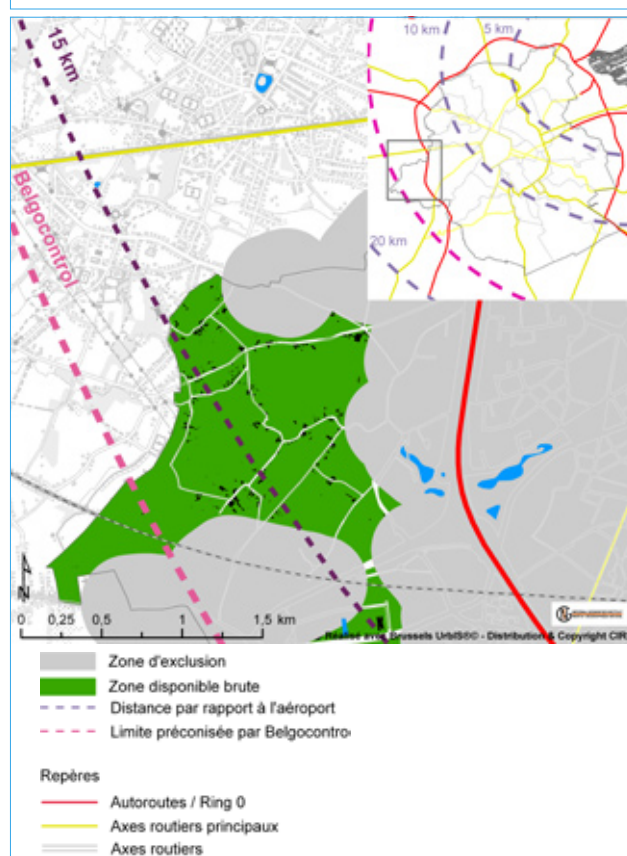 15 km
10 km
5 km
Belgocontrol
20 km
N
0 0,25 0,5 1 1,5 km
Réalisé avec Brussels UrbIS®© - Distribution & Copyright CIR
Zone d'exclusion
Zone disponible brute
Distance par rapport à l'aéroport
Limite préconisée par Belgocontro
Repères
Autoroutes / Ring 0
Axes routiers principaux
Axes routiers